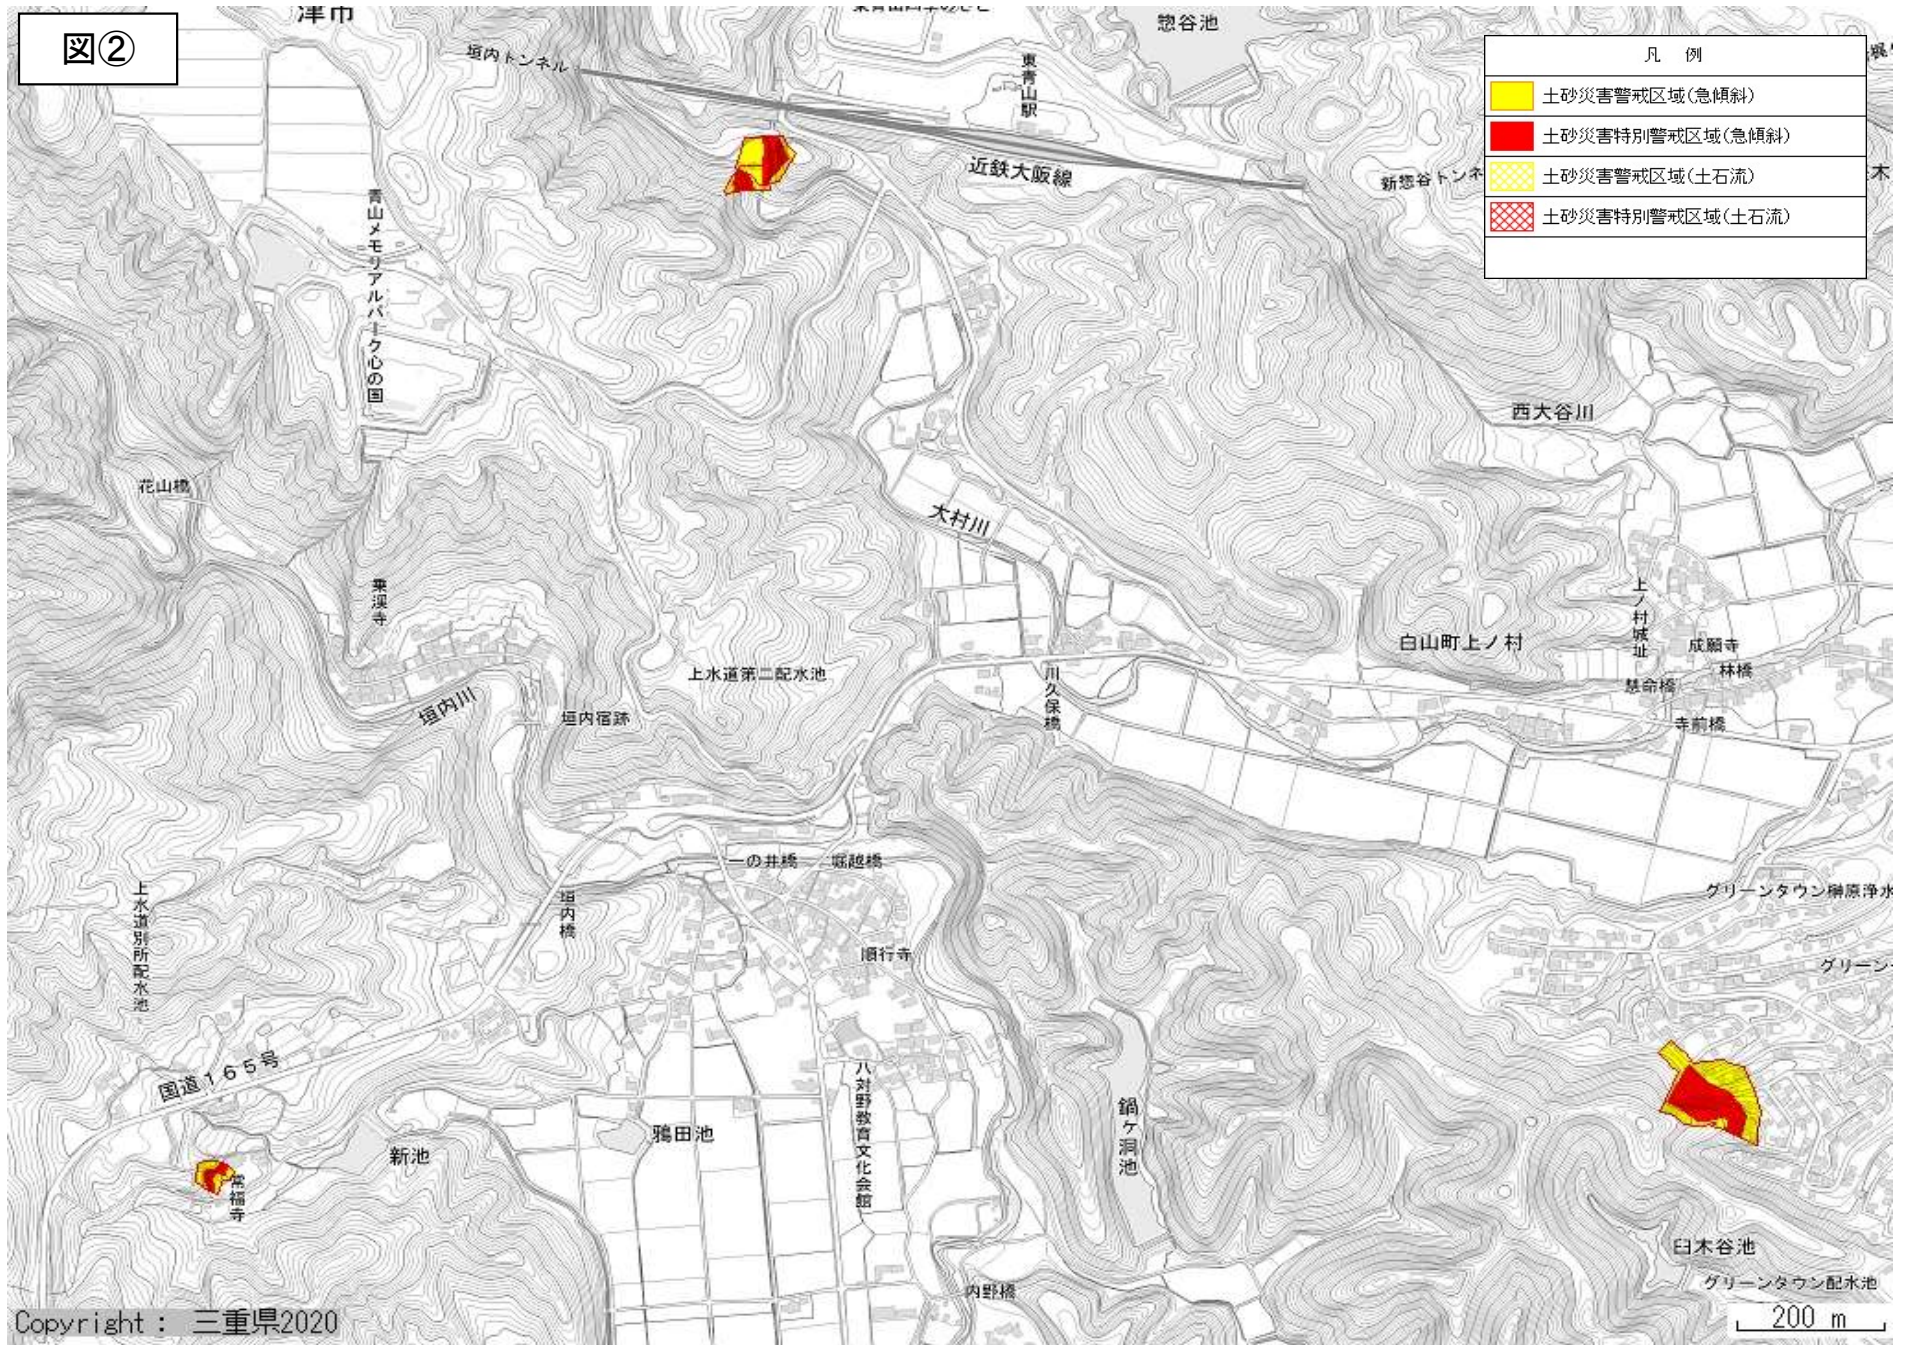 図②
津市
惣谷池
垣内トンネル
東青山駅
近鉄大阪線
凡 例
土砂災害警戒区域(急傾斜)
土砂災害特別警戒区域(急傾斜)
土砂災害警戒区域(土石流)
土砂災害特別警戒区域(土石流)
新惣谷トンネ
木
青山メモリアルパーク心の国
西大谷川
花山橋
大村川
上ノ村城址
白山町上ノ村
成願寺
林橋
慧命橋
寺前橋
上水道第二配水池
川久保橋
垣内川
垣内宿跡
一の井橋
堀越橋
垣内橋
順行寺
上水道別所配水池
グリーンタウン榊原浄水
グリーン
国道165号
八対野教育文化会館
鍋ケ洞池
鴉田池
新池
常福寺
臼木谷池
グリーンタウン配水池
内野橋
200 m
Copyright : 三重県2020